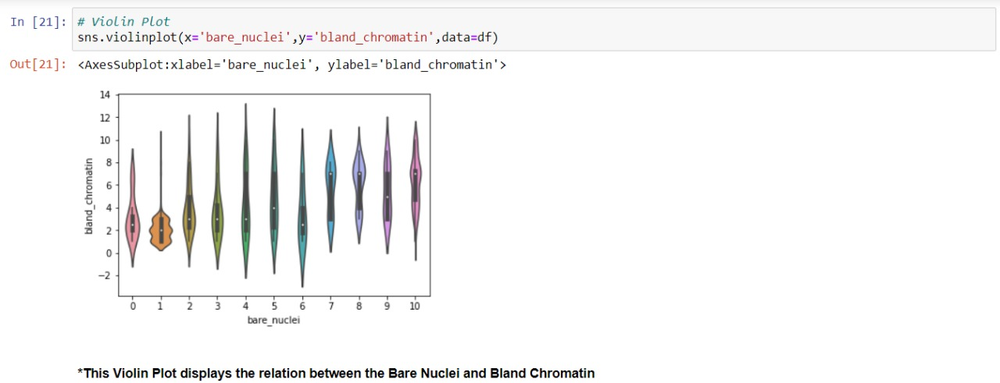 In [21]: # Violin Plot
sns.violinplot(x='bare_nuclei',y='bland_chromatin',data=df)
Out[21]: <AxesSubplot:xlabel='bare_nuclei', ylabel='bland_chromatin'>
14
12
10
8
6
4
2
0
−2
bland_chromatin
0 1 2 3 4 5 6 7 8 9 10
bare_nuclei
*This Violin Plot displays the relation between the Bare Nuclei and Bland Chromatin